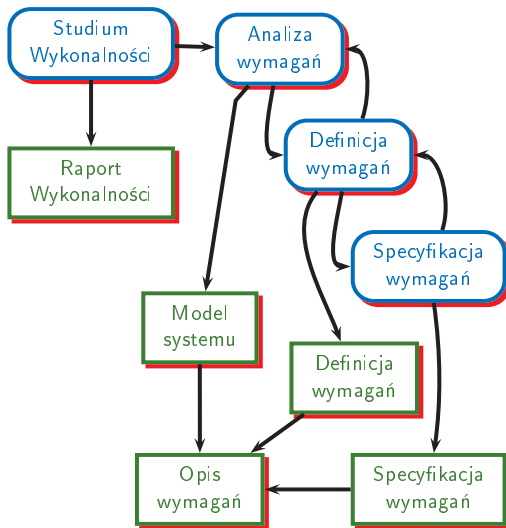 Studium
Wykonalności
Analiza
wymagań
Definicja
wymagań
Raport
Wykonalności
Specyfikacja
wymagań
Model
systemu
Definicja
wymagań
Opis
wymagań
Specyfikacja
wymagań